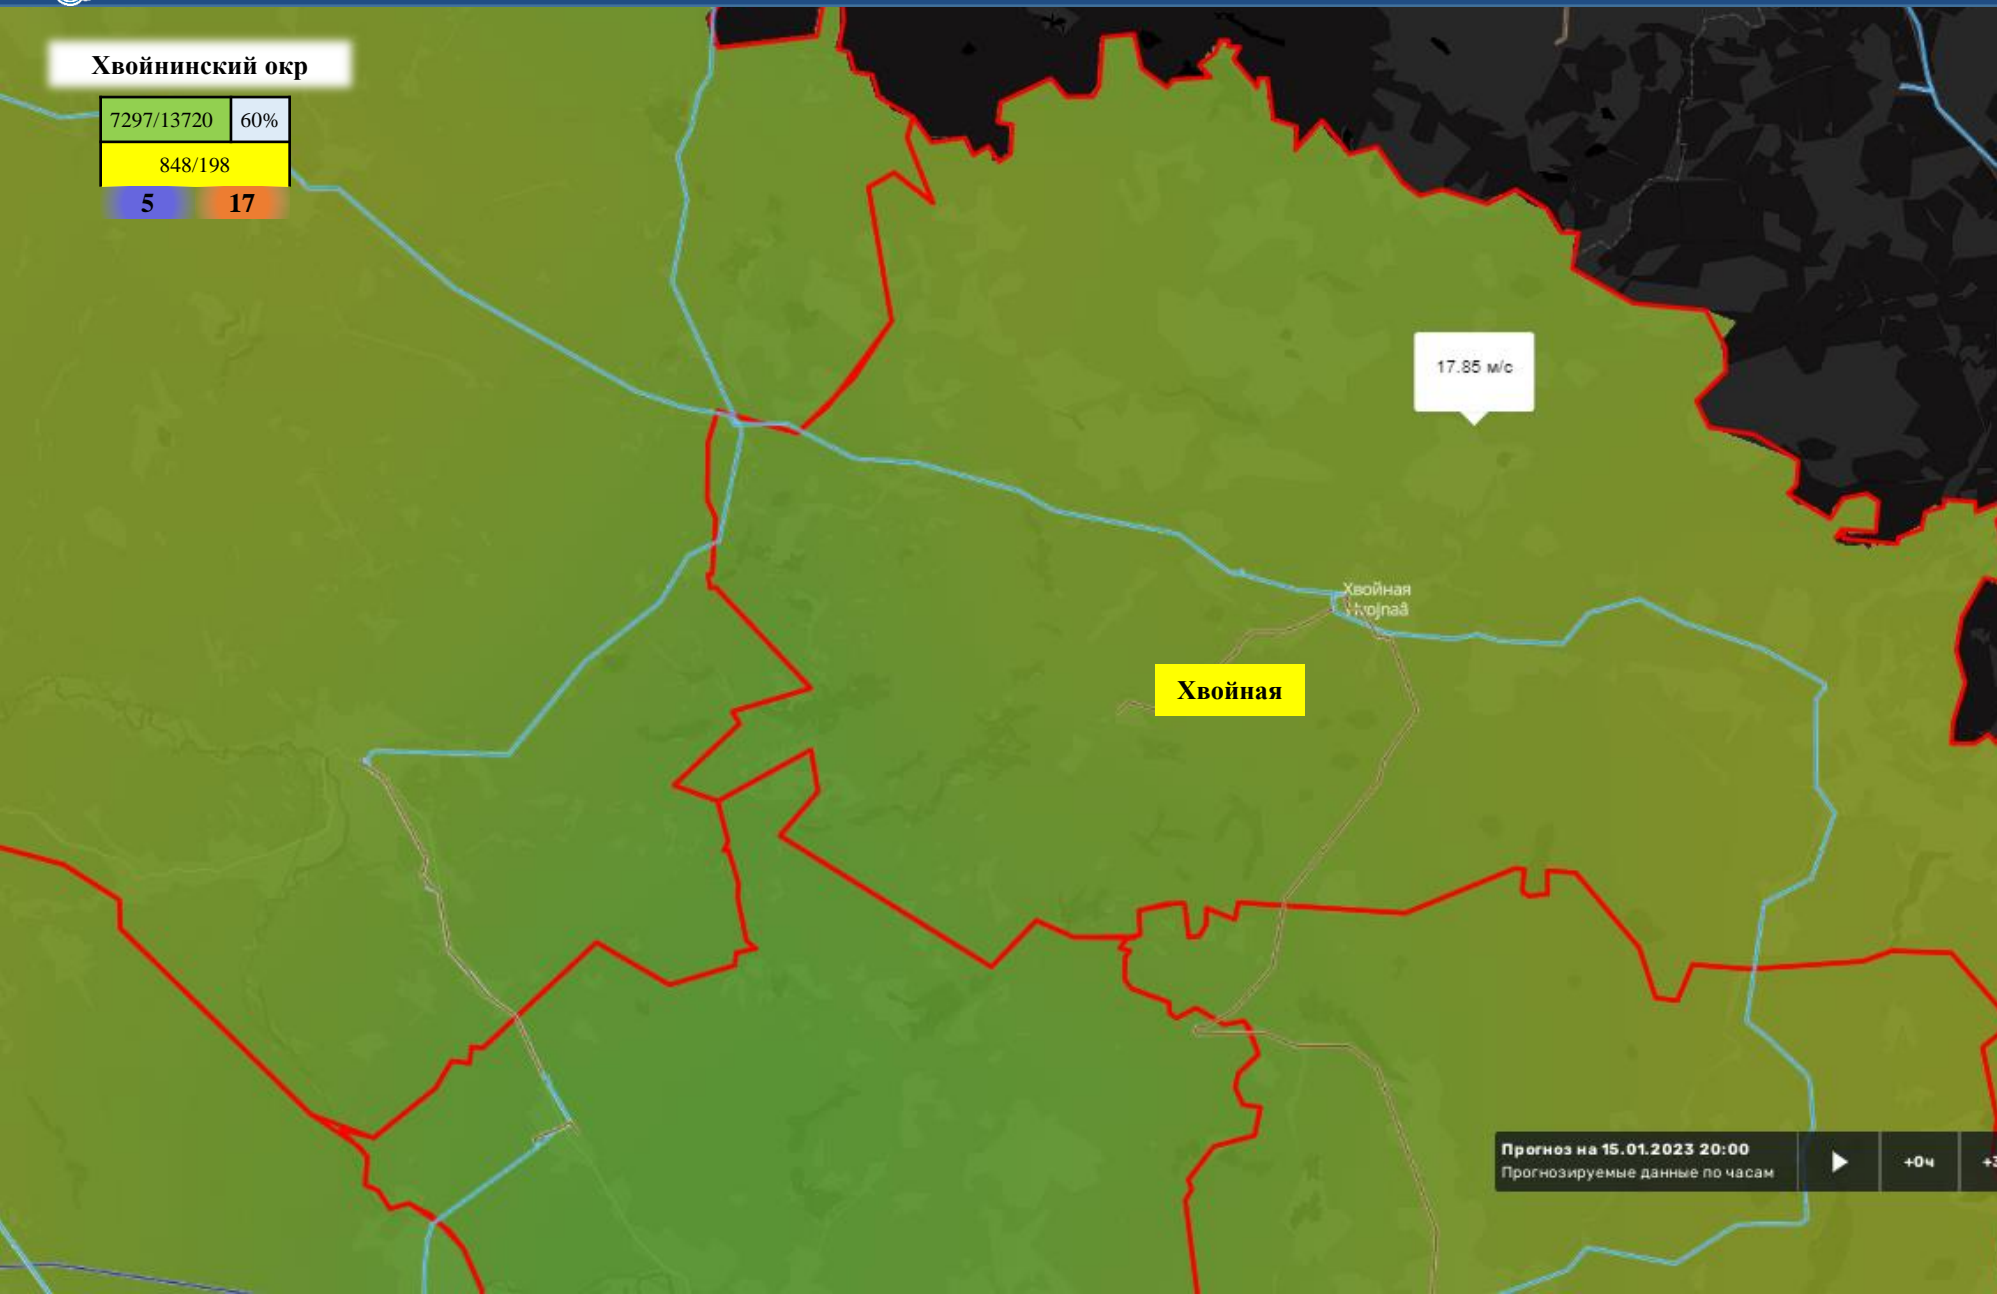 Хвойнинский окр
7297/13720 60%
848/198
5 17
17.85 м/с
Хвойная
Hvojnaâ
Хвойная
Прогноз на 15.01.2023 20:00
Прогнозируемые данные по часам
+0ч